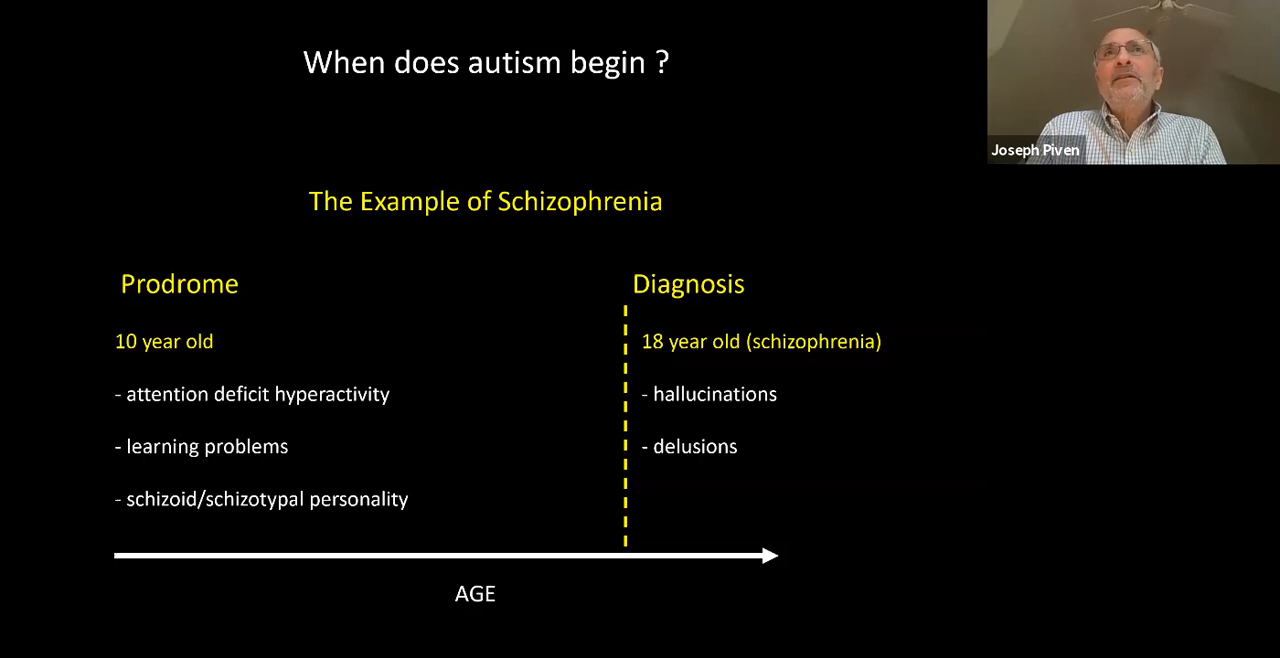 When does autism begin ?
Joseph Piven
The Example of Schizophrenia
Prodrome
Diagnosis
10 year old
18 year old (schizophrenia)
- attention deficit hyperactivity
- hallucinations
- learning problems
- delusions
- schizoid/schizotypal personality
AGE